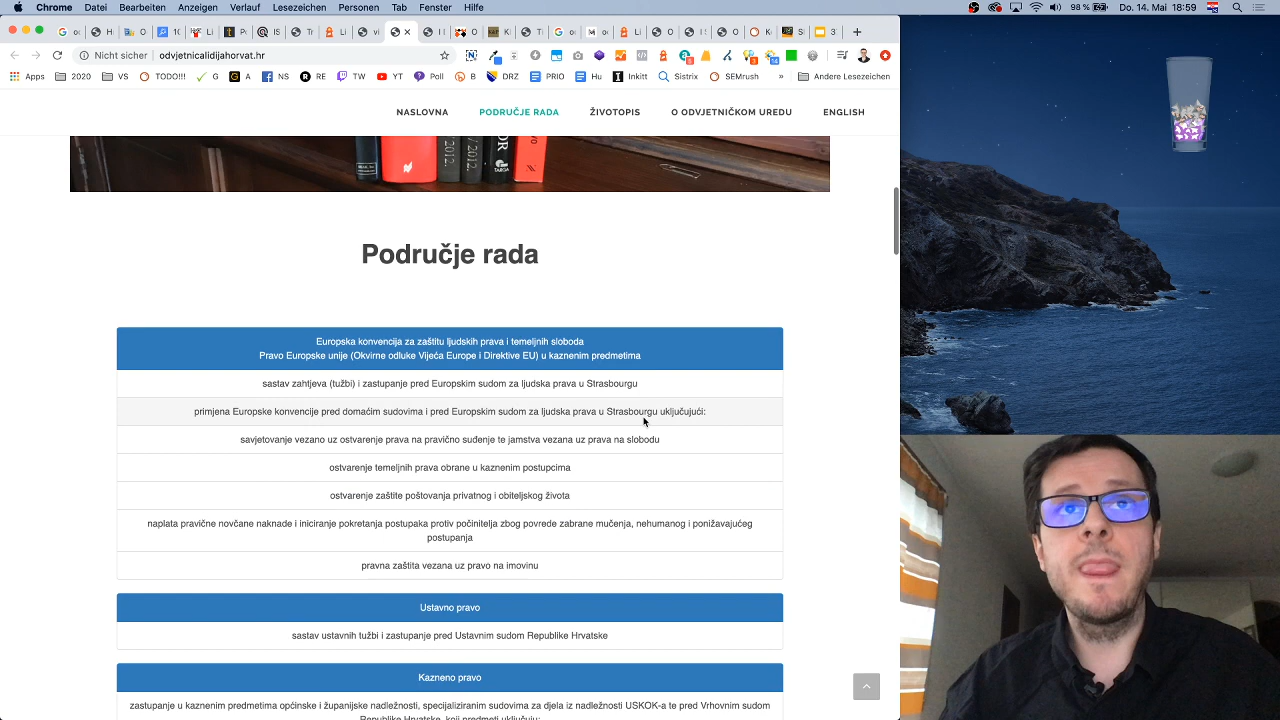 Chrome Datei Bearbeiten Anzeigen Verlauf Lesezeichen Personen Tab Fenster Hilfe
Do. 14. Mai 18:59
Nicht sicher | odvjetnicalidijahorvat.hr
Apps 2020 VS TODO!!! G A NS RE TW YT Poll B DRZ PRIO Hu Inkitt Sistrix SEMrush » Andere Lesezeichen
NASLOVNA PODRUČJE RADA ŽIVOTOPIS O ODVJETNIČKOM UREDU ENGLISH
2012.
Područje rada
Europska konvencija za zaštitu ljudskih prava i temeljnih sloboda
Pravo Europske unije (Okvirne odluke Vijeća Europe i Direktive EU) u kaznenim predmetima
sastav zahtjeva (tužbi) i zastupanje pred Europskim sudom za ljudska prava u Strasbourgu
primjena Europske konvencije pred domaćim sudovima i pred Europskim sudom za ljudska prava u Strasbourgu uključujući:
savjetovanje vezano uz ostvarenje prava na pravično suđenje te jamstva vezana uz prava na slobodu
ostvarenje temeljnih prava obrane u kaznenim postupcima
ostvarenje zaštite poštovanja privatnog i obiteljskog života
naplata pravične novčane naknade i iniciranje pokretanja postupaka protiv počinitelja zbog povrede zabrane mučenja, nehumanog i ponižavajućeg
postupanja
pravna zaštita vezana uz pravo na imovinu
Ustavno pravo
sastav ustavnih tužbi i zastupanje pred Ustavnim sudom Republike Hrvatske
Kazneno pravo
zastupanje u kaznenim predmetima općinske i županijske nadležnosti, specijaliziranim sudovima za djela iz nadležnosti USKOK-a te pred Vrhovnim sudom
Republike Hrvatske, koji predmeti uključuju: